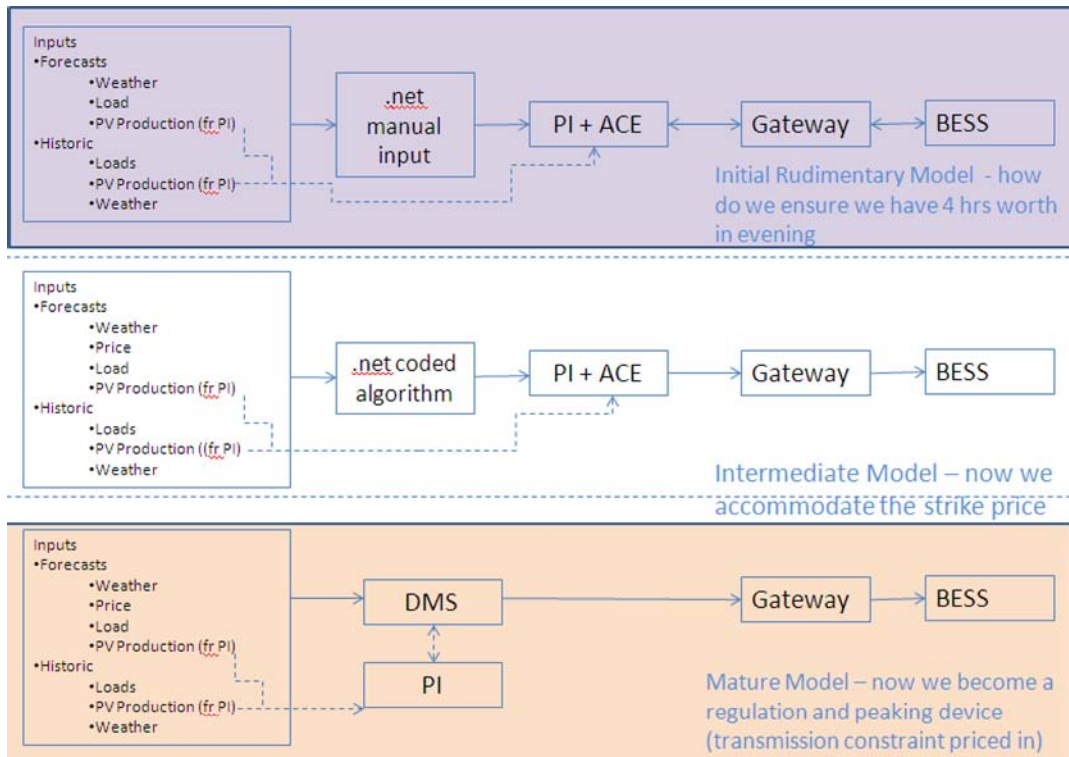 Inputs
•Forecasts
•Weather
•Load
•PV Production (fr PI)
•Historic
•Loads
•PV Production (fr PI)
•Weather
.net
manual
input
PI + ACE
Gateway
BESS
Initial Rudimentary Model - how
do we ensure we have 4 hrs worth
in evening
Inputs
•Forecasts
•Weather
•Price
•Load
•PV Production (fr PI)
•Historic
•Loads
•PV Production ((fr PI)
•Weather
.net coded
algorithm
PI + ACE
Gateway
BESS
Intermediate Model – now we
accommodate the strike price
Inputs
•Forecasts
•Weather
•Price
•Load
•PV Production (fr PI)
•Historic
•Loads
•PV Production (fr PI)
•Weather
DMS
PI
Gateway
BESS
Mature Model – now we become a
regulation and peaking device
(transmission constraint priced in)